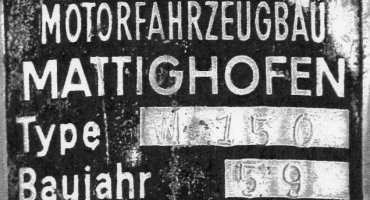 MOTORFAHRZEUGBAU
MATTIGHOFEN
Type M-150
Baujahr 59